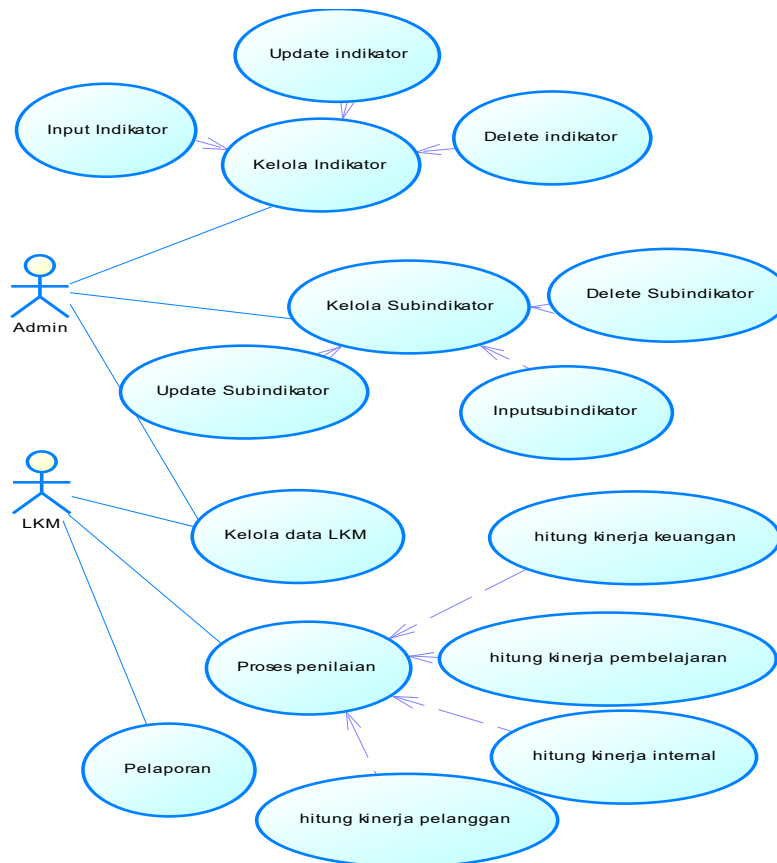 Update indikator
Input Indikator
Delete indikator
Kelola Indikator
Delete Subindikator
Kelola Subindikator
Admin
Update Subindikator
Inputsubindikator
LKM
Kelola data LKM
hitung kinerja keuangan
Proses penilaian
hitung kinerja pembelajaran
hitung kinerja internal
Pelaporan
hitung kinerja pelanggan